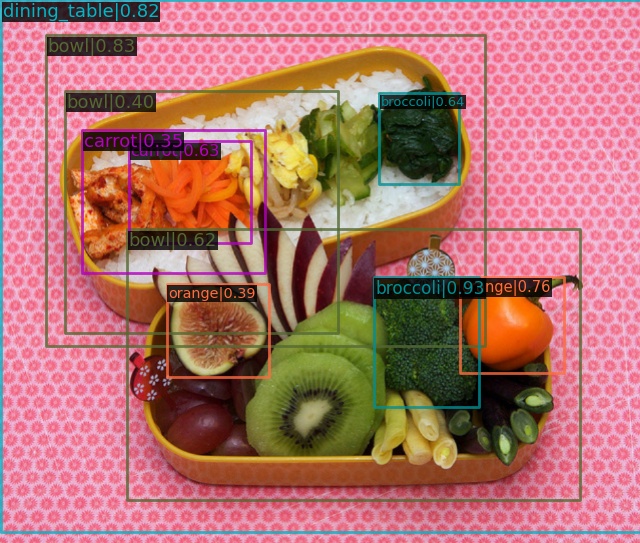 dining_table|0.82
bowl|0.83
bowl|0.40
broccoli|0.64
carrot|0.35
carrot|0.63
bowl|0.62
orange|0.39
broccoli|0.93
nge|0.76